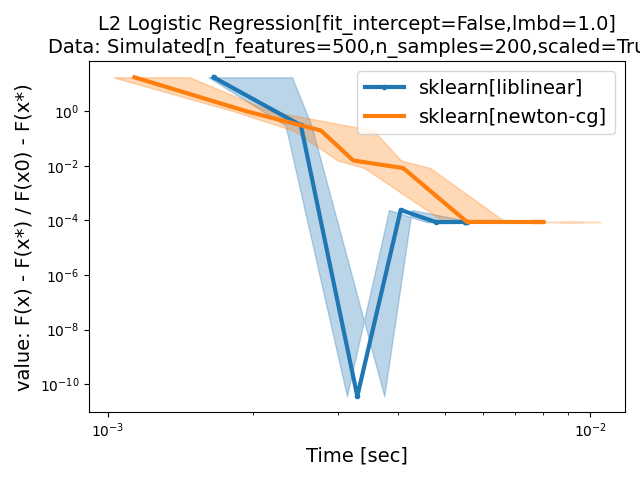 L2 Logistic Regression[fit_intercept=False,lmbd=1.0]
Data: Simulated[n_features=500,n_samples=200,scaled=Tru
sklearn[liblinear]
sklearn[newton-cg]
value: F(x) - F(x*) / F(x0) - F(x*)
10^0
10^-2
10^-4
10^-6
10^-8
10^-10
10^-3
10^-2
Time [sec]